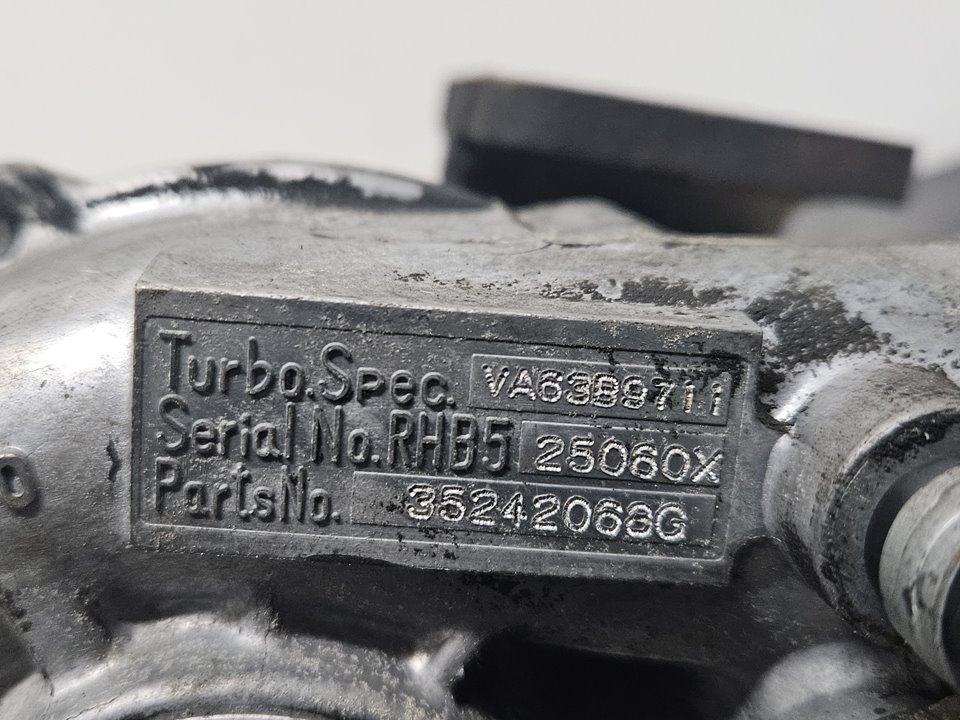 Turbo.Spec. VA63B9711
Serial No.RHB5 25060X
PartsNo. 35242068G